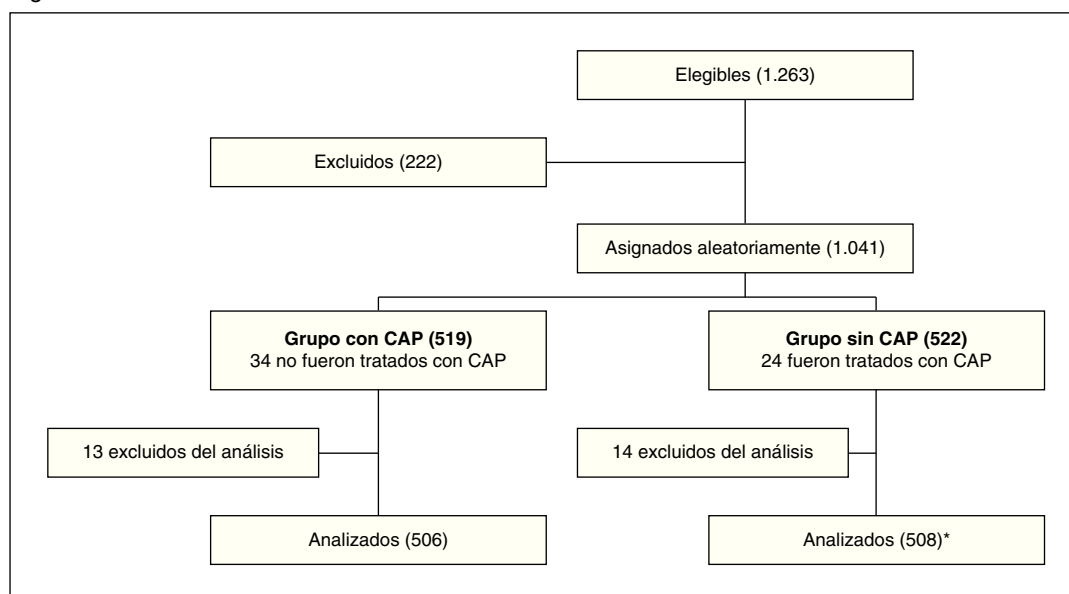 Elegibles (1.263)
Excluidos (222)
Asignados aleatoriamente (1.041)
Grupo con CAP (519)
34 no fueron tratados con CAP
Grupo sin CAP (522)
24 fueron tratados con CAP
13 excluidos del análisis
14 excluidos del análisis
Analizados (506)
Analizados (508)*